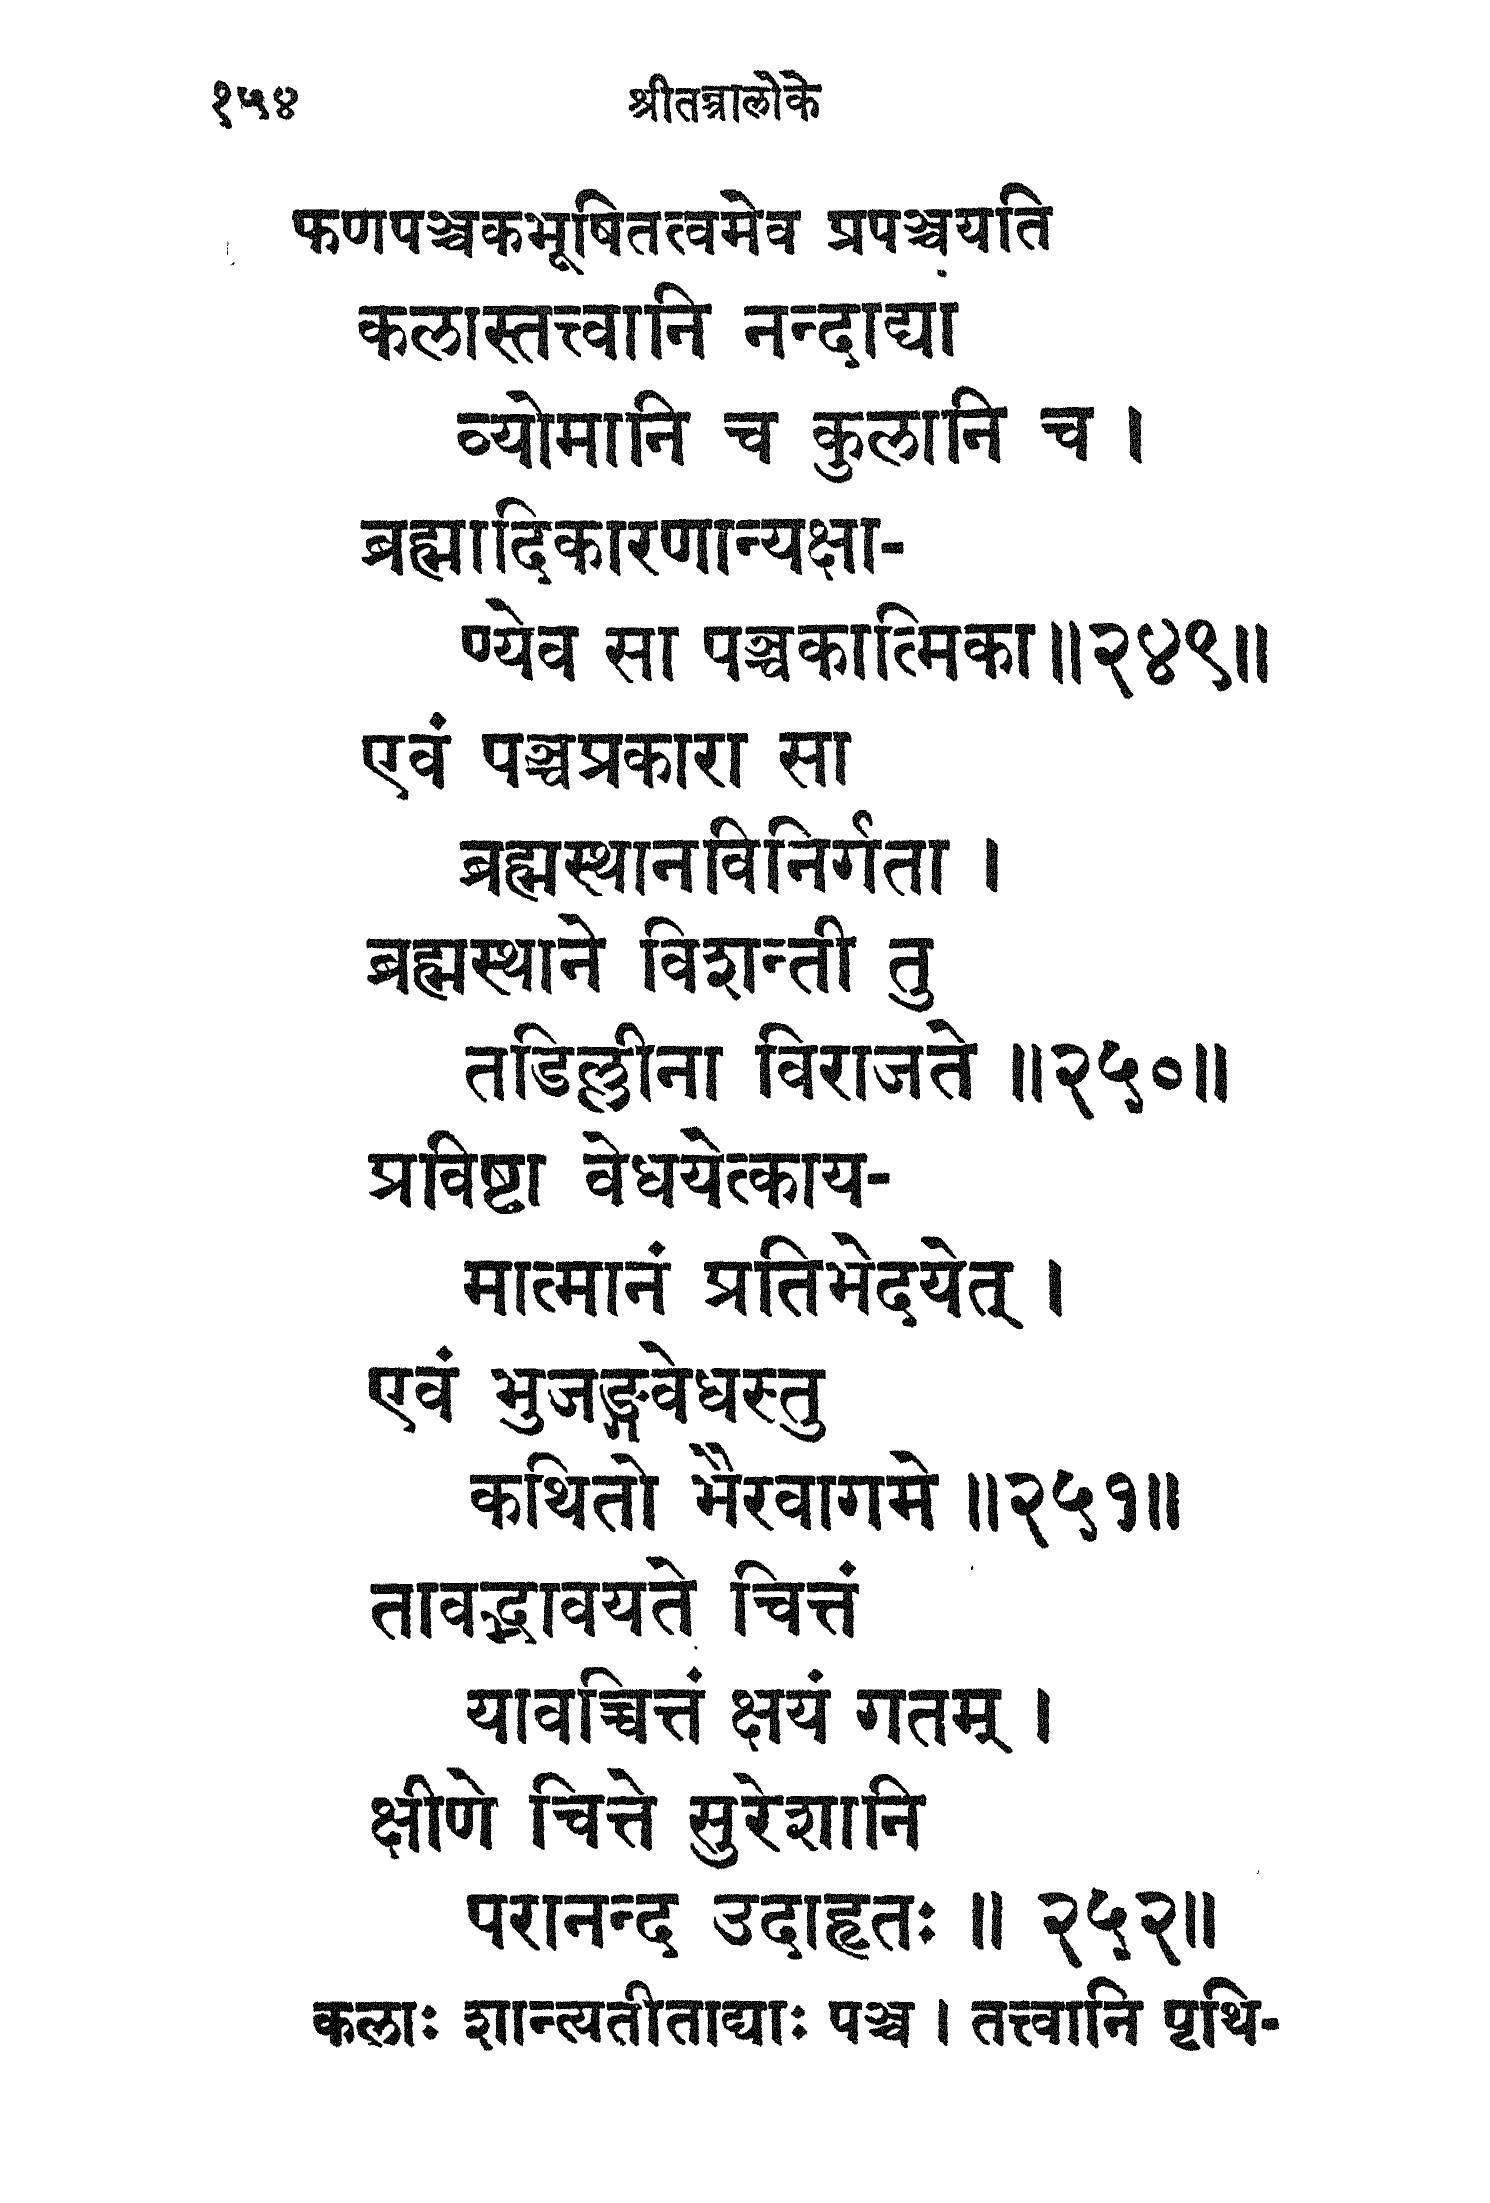 १५४ श्रीतन्त्रालोके
फणपञ्चकभूषितत्वमेव प्रपञ्चयति
कलास्तत्त्वानि नन्दाद्या
व्योमानि च कुलानि च ।
ब्रह्मादिकारणान्यक्षा-
ण्येव सा पञ्चकात्मिका॥२४९॥
एवं पञ्चप्रकारा सा
ब्रह्मस्थानविनिर्गता ।
ब्रह्मस्थाने विशन्ती तु
तडिल्लीना विराजते ॥२५०॥
प्रविष्टा वेधयेत्काय-
मात्मानं प्रतिभेदयेत् ।
एवं भुजङ्गवेधस्तु
कथितो भैरवागमे ॥२५१॥
तावद्भावयते चित्तं
यावच्चित्तं क्षयं गतम् ।
क्षीणे चित्ते सुरेशानि
परानन्द उदाहृतः ॥ २५२॥
कलाः शान्त्यतीताद्याः पञ्च । तत्त्वानि पृथि-